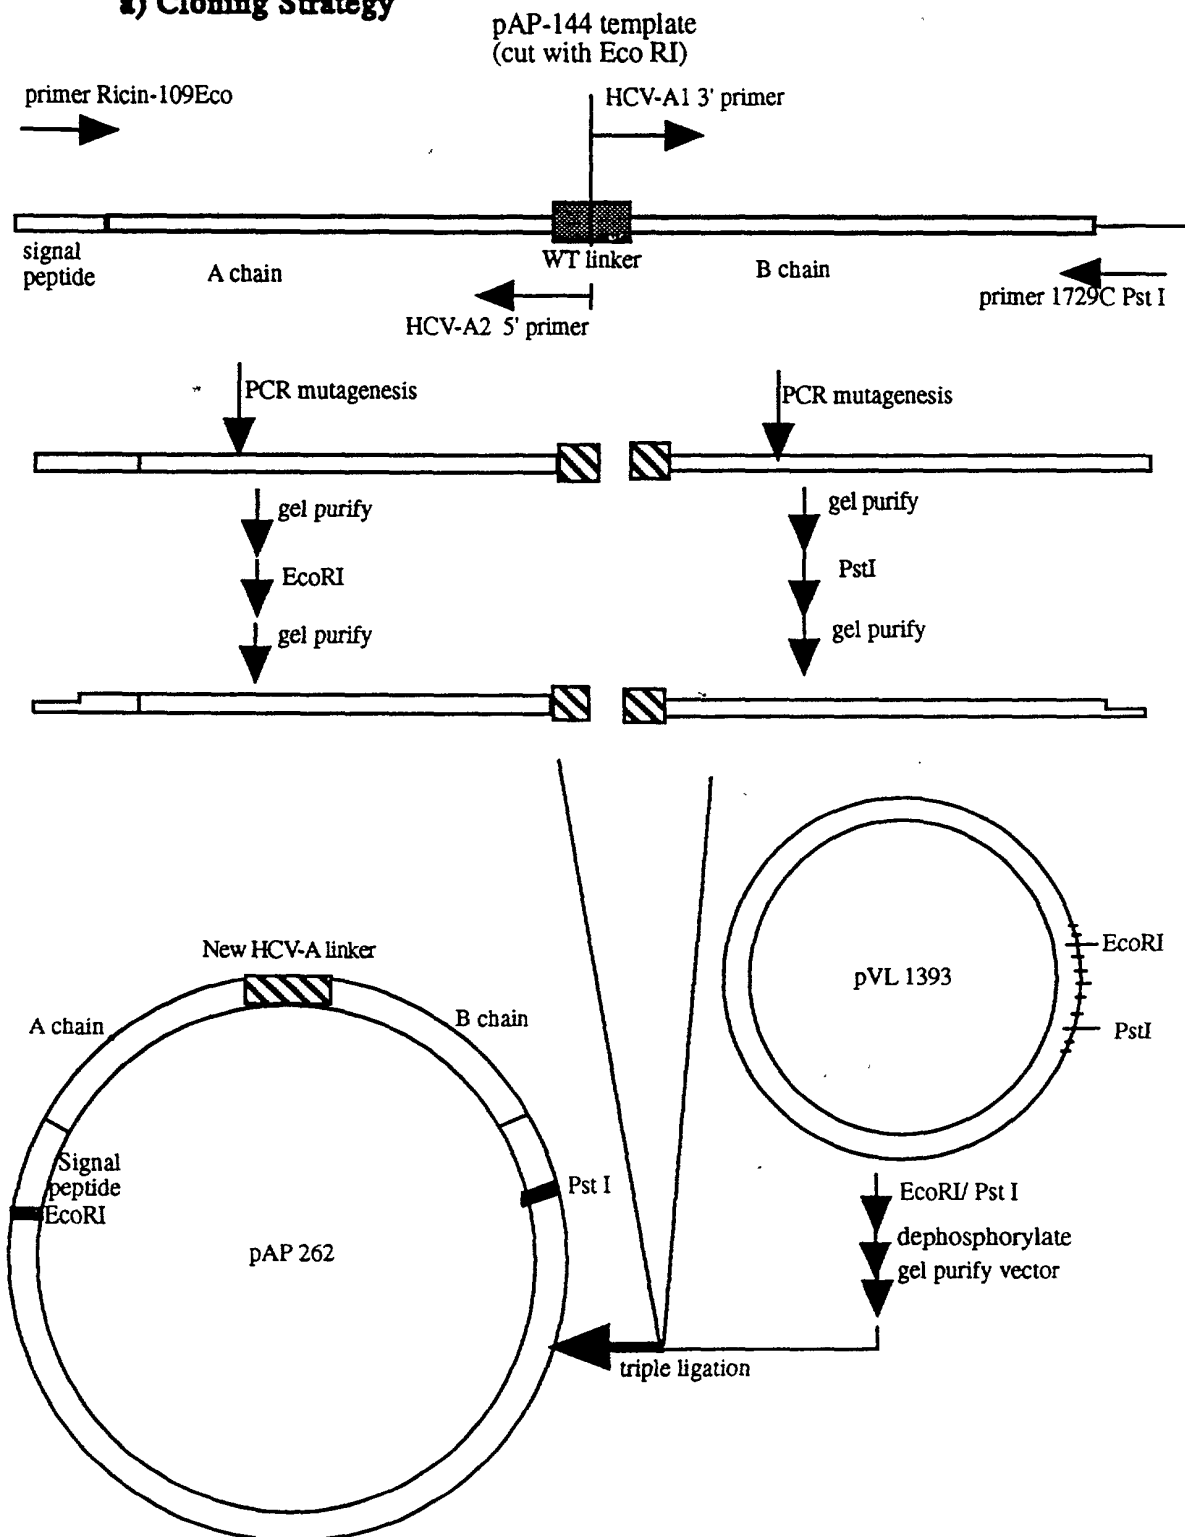 a) Cloning Strategy
pAP-144 template
(cut with Eco RI)
primer Ricin-109Eco
HCV-A1 3' primer
signal
peptide
A chain
WT linker
B chain
primer 1729C Pst I
HCV-A2 5' primer
PCR mutagenesis
PCR mutagenesis
gel purify
gel purify
EcoRI
PstI
gel purify
gel purify
New HCV-A linker
A chain
B chain
EcoRI
pVL 1393
PstI
Signal
peptide
EcoRI
Pst I
pAP 262
EcoRI/ Pst I
dephosphorylate
gel purify vector
triple ligation